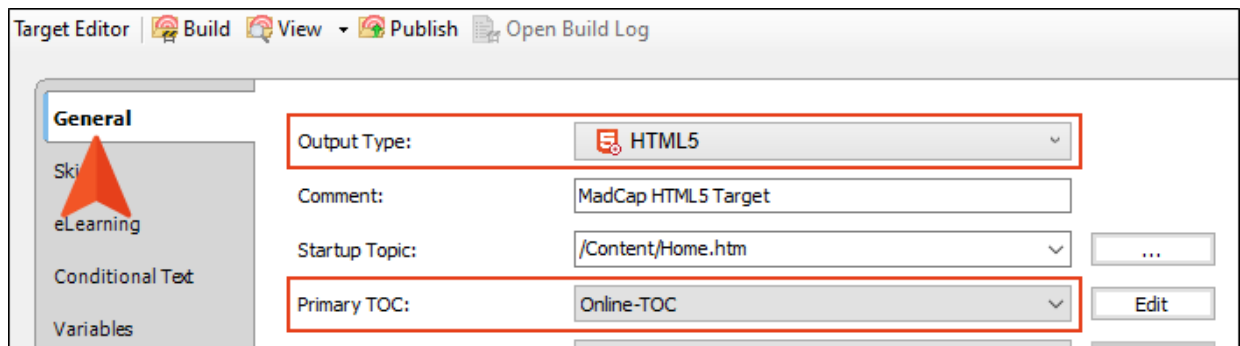 Target Editor Build View Publish Open Build Log
General
Output Type: HTML5
Comment: MadCap HTML5 Target
eLearning
Startup Topic: /Content/Home.htm ...
Conditional Text
Primary TOC: Online-TOC Edit
Variables